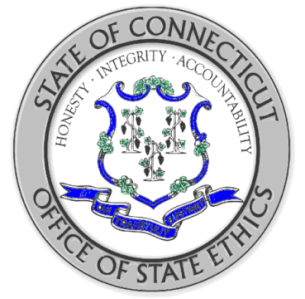 STATE OF CONNECTICUT
HONESTY · INTEGRITY · ACCOUNTABILITY
OFFICE OF STATE ETHICS